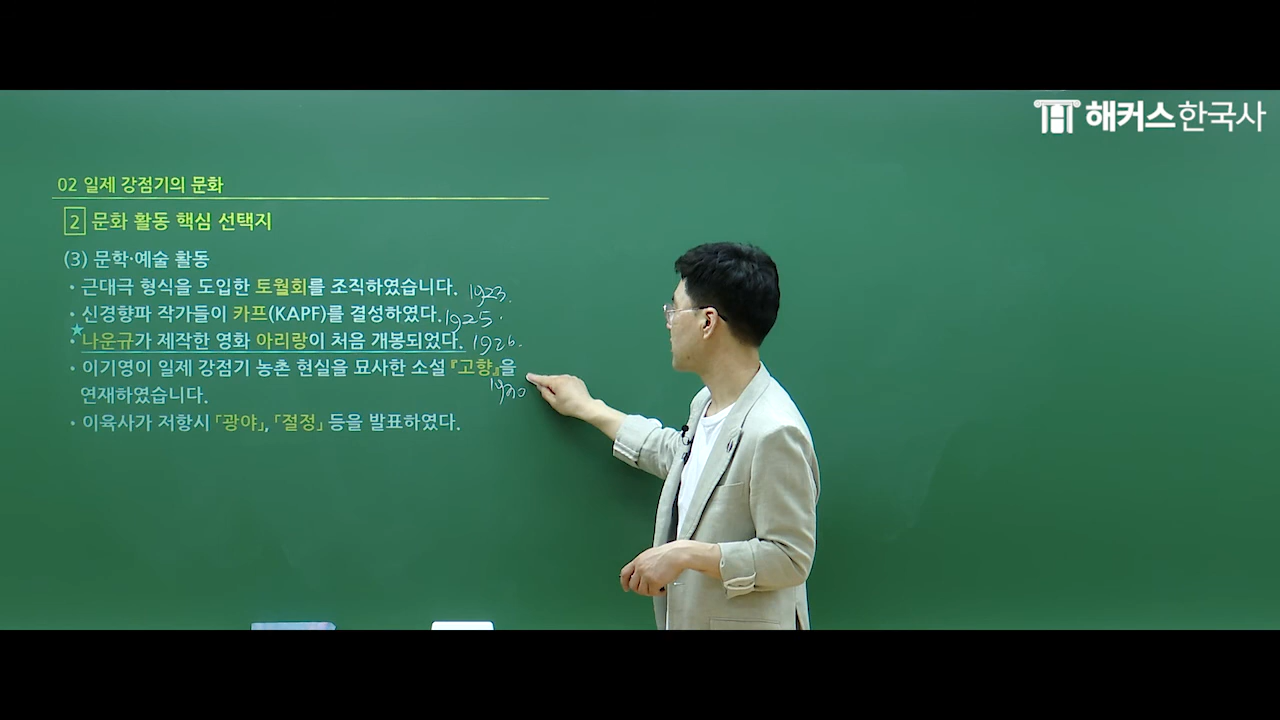 해커스한국사
02 일제 강점기의 문화
2 문화 활동 핵심 선택지
(3) 문학·예술 활동
• 근대극 형식을 도입한 토월회를 조직하였습니다. 1923.
• 신경향파 작가들이 카프(KAPF)를 결성하였다. 1925.
★• 나운규가 제작한 영화 아리랑이 처음 개봉되었다. 1926.
• 이기영이 일제 강점기 농촌 현실을 묘사한 소설 『고향』을
연재하였습니다.
• 이육사가 저항시 「광야」, 「절정」 등을 발표하였다.